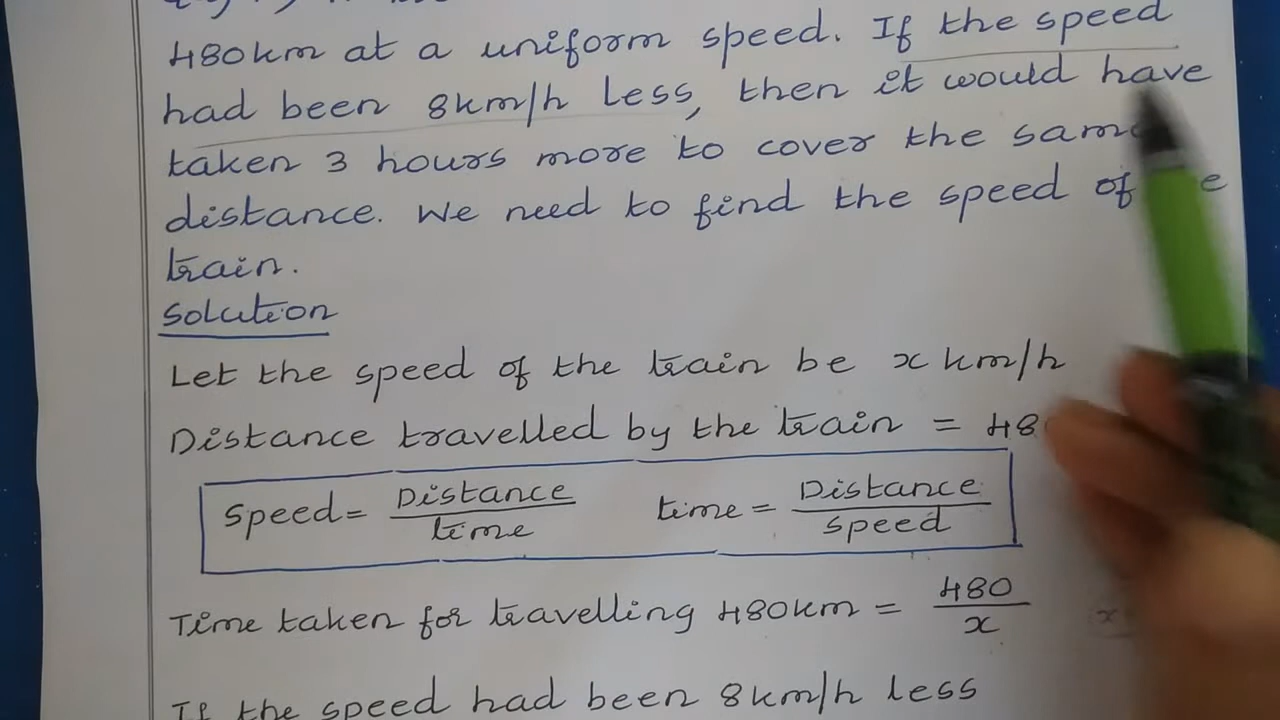 480km at a uniform speed. If the speed
had been 8km/h less, then it would have
taken 3 hours more to cover the same
distance. We need to find the speed of
train.
Solution
Let the speed of the train be x km/h
Distance travelled by the train = 48
Speed = Distance / time time = Distance / speed
Time taken for travelling 480km = 480 / x
If the speed had been 8km/h less